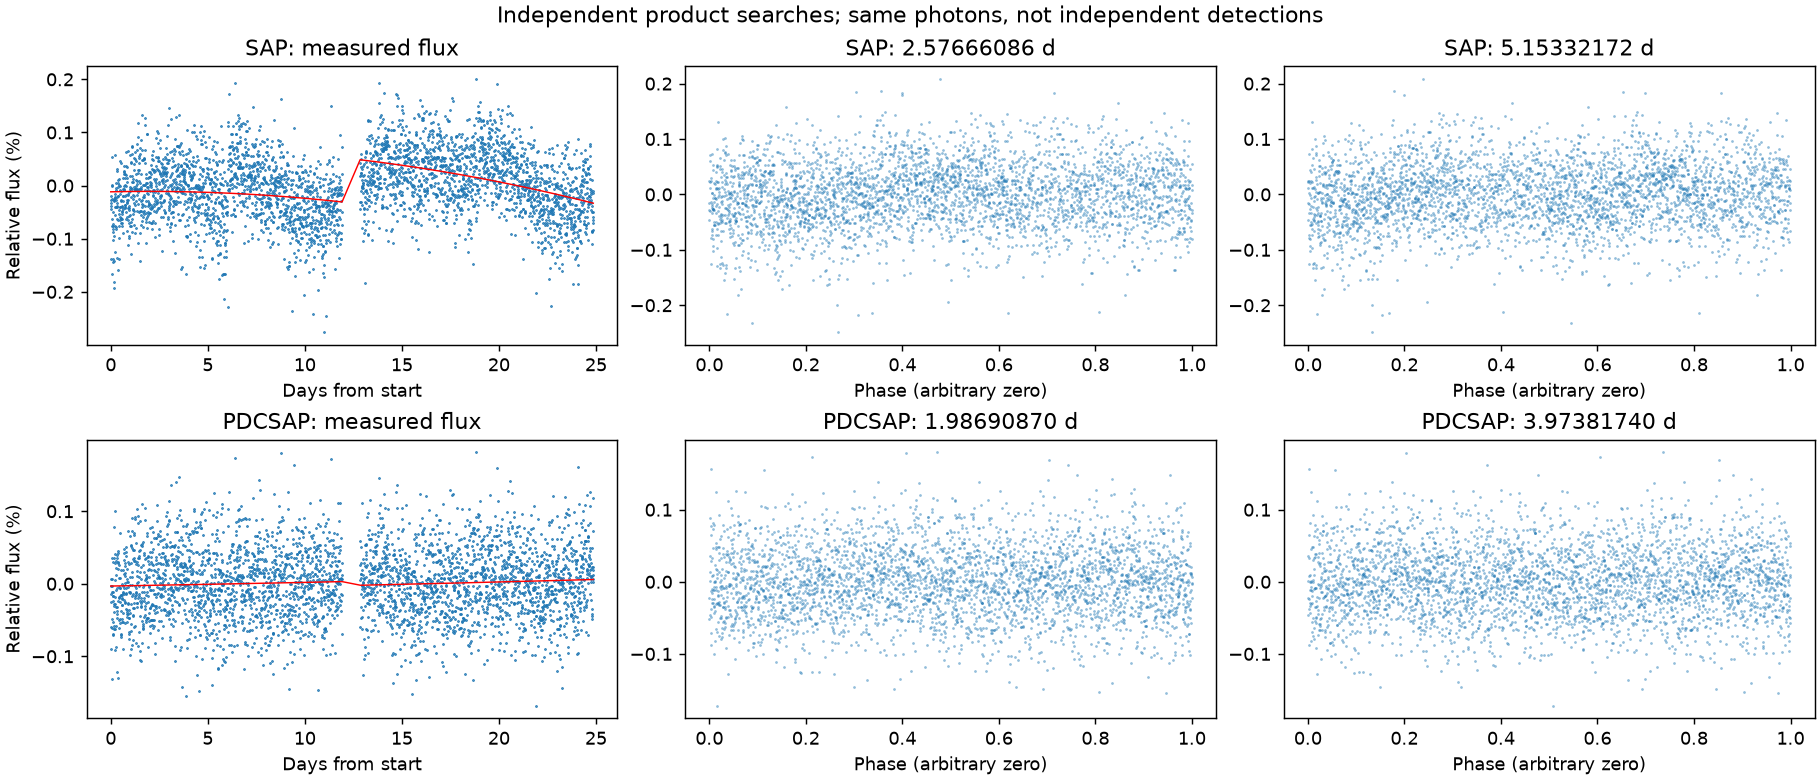 Independent product searches; same photons, not independent detections
SAP: measured flux
SAP: 2.57666086 d
SAP: 5.15332172 d
Relative flux (%)
0.2
0.1
0.0
−0.1
−0.2
0 5 10 15 20 25
Days from start
0.2
0.1
0.0
−0.1
−0.2
0.0 0.2 0.4 0.6 0.8 1.0
Phase (arbitrary zero)
0.2
0.1
0.0
−0.1
−0.2
0.0 0.2 0.4 0.6 0.8 1.0
Phase (arbitrary zero)
PDCSAP: measured flux
PDCSAP: 1.98690870 d
PDCSAP: 3.97381740 d
Relative flux (%)
0.1
0.0
−0.1
0 5 10 15 20 25
Days from start
0.1
0.0
−0.1
0.0 0.2 0.4 0.6 0.8 1.0
Phase (arbitrary zero)
0.1
0.0
−0.1
0.0 0.2 0.4 0.6 0.8 1.0
Phase (arbitrary zero)